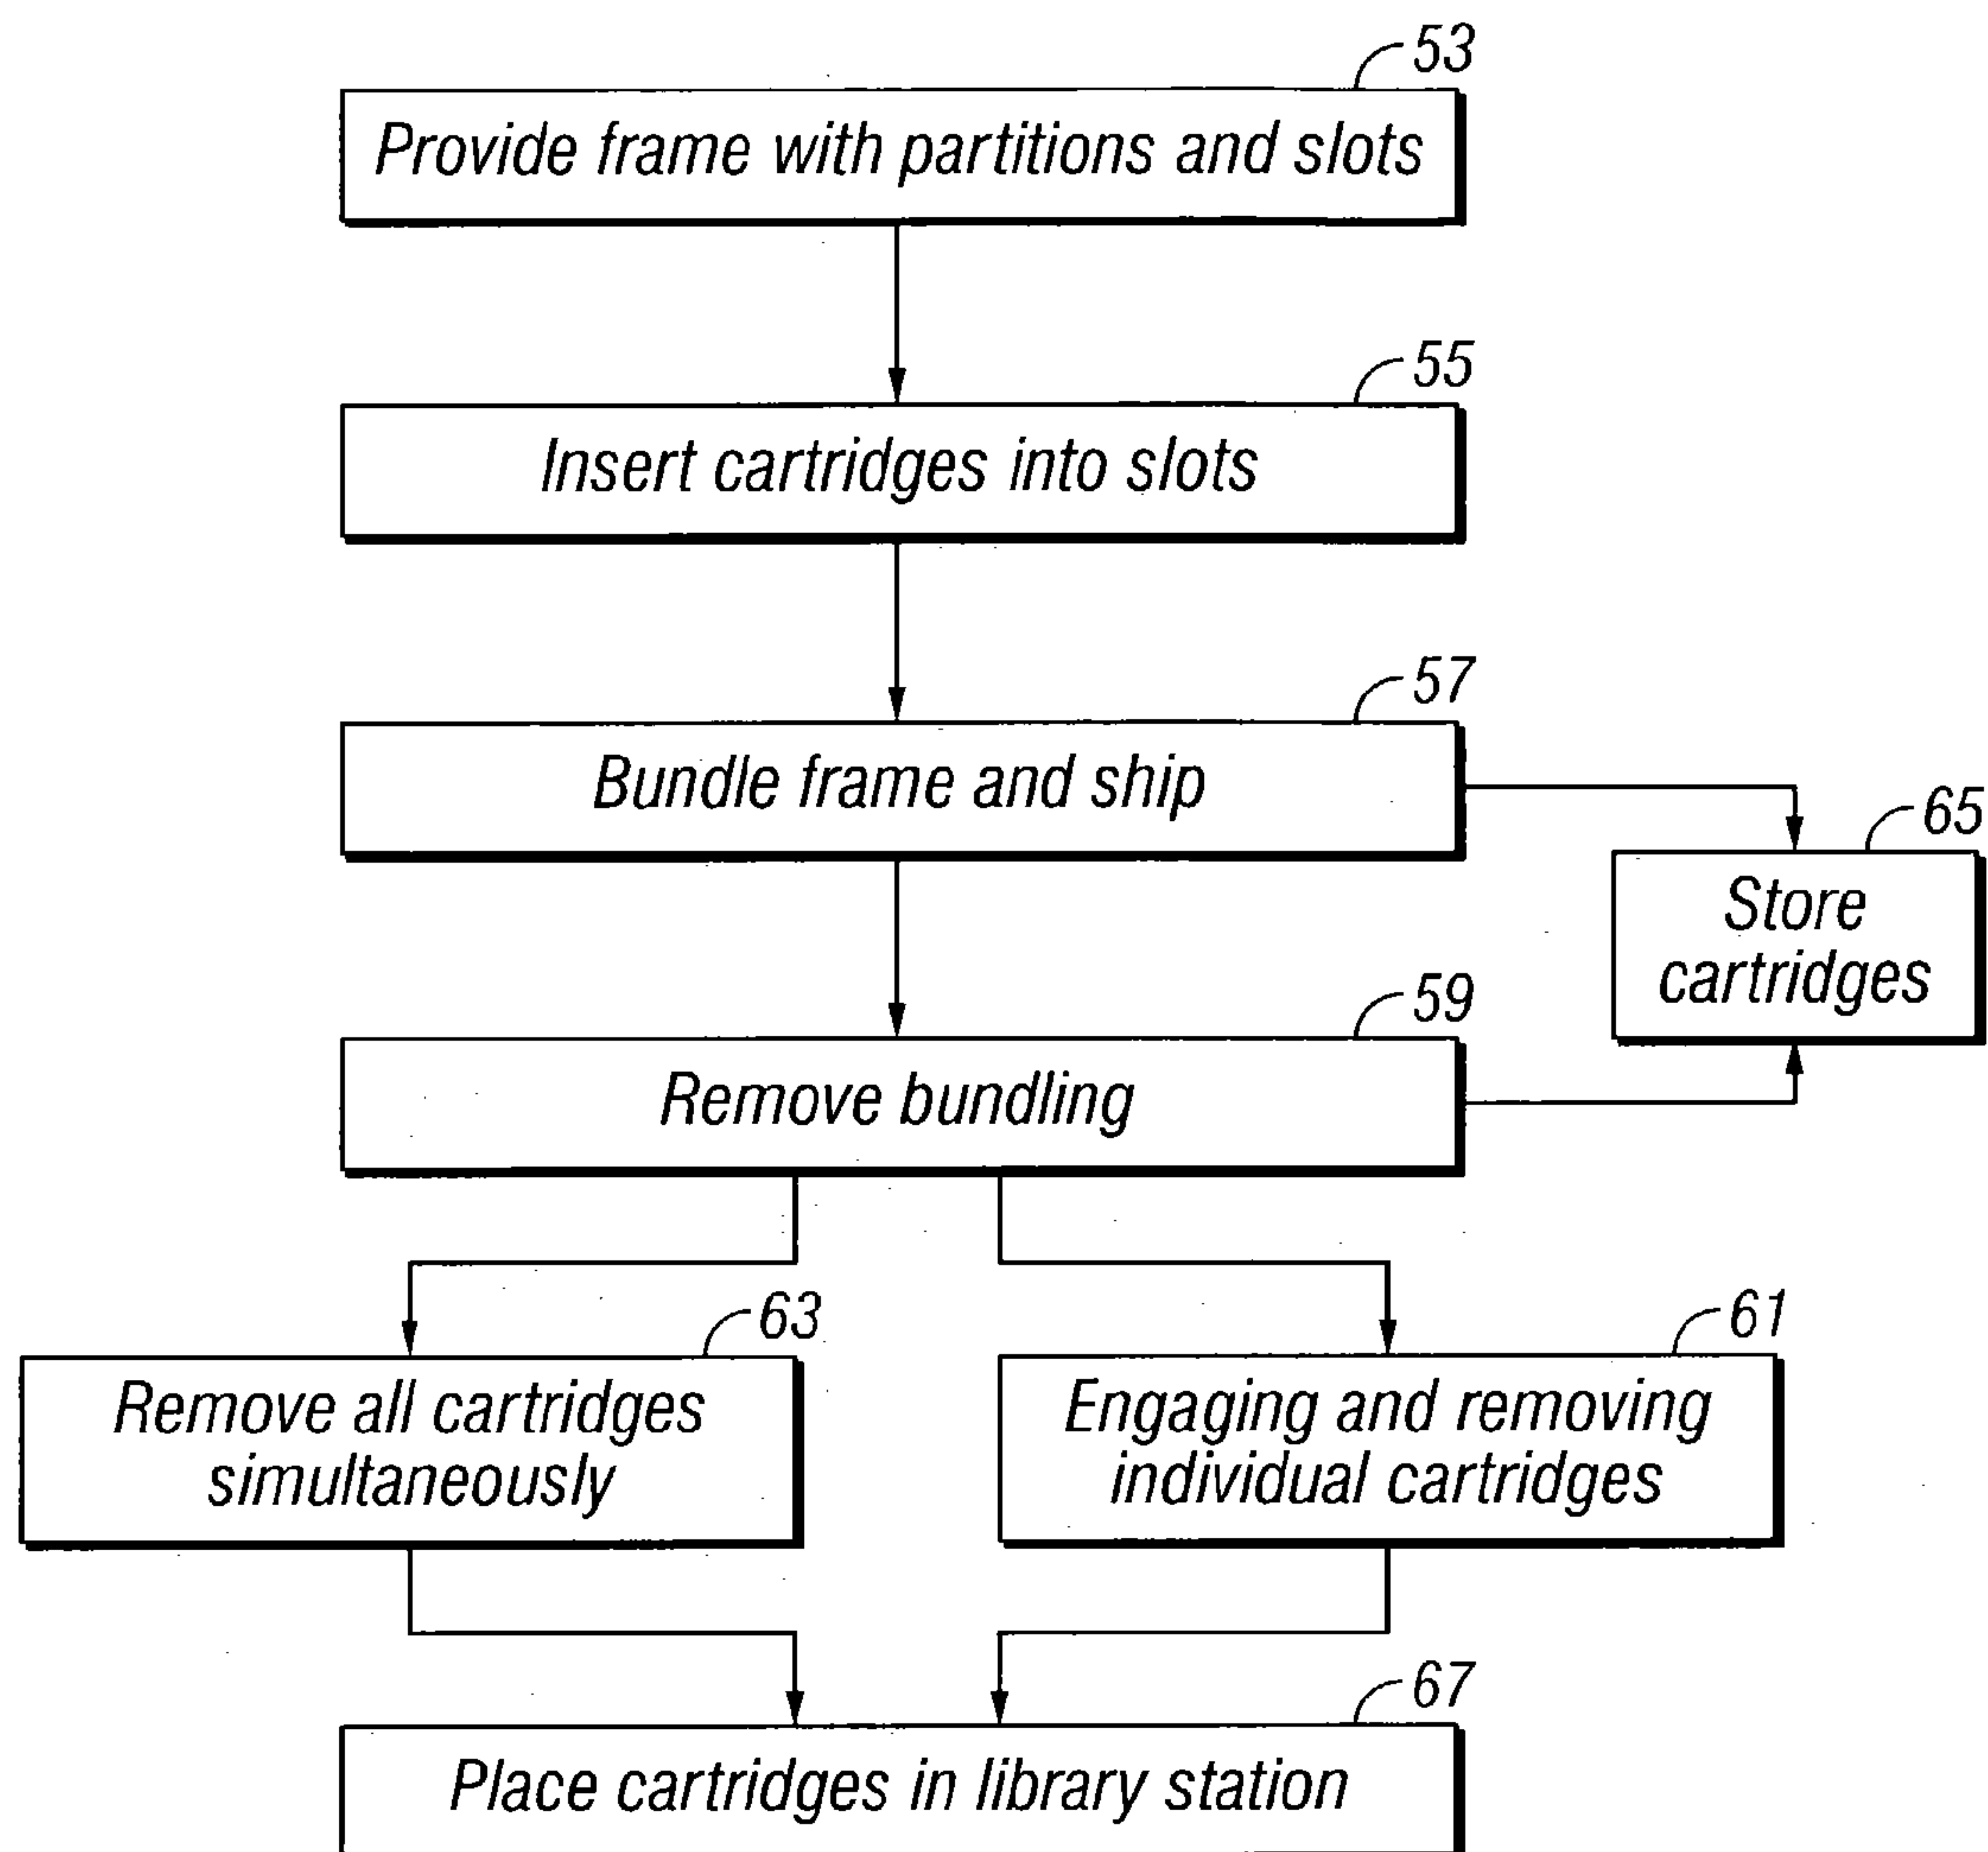 53
Provide frame with partitions and slots
55
Insert cartridges into slots
57
Bundle frame and ship
65
Store
cartridges
59
Remove bundling
63
Remove all cartridges
simultaneously
61
Engaging and removing
individual cartridges
67
Place cartridges in library station